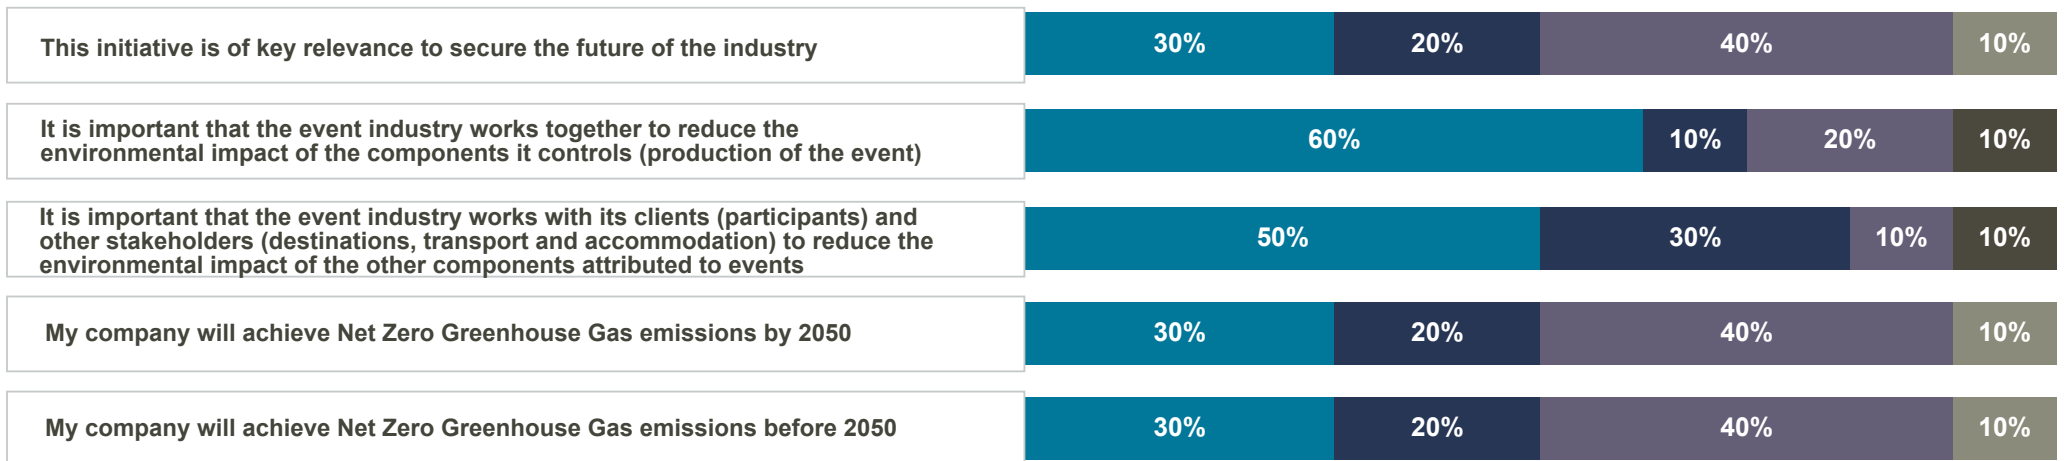 This initiative is of key relevance to secure the future of the industry
30% 20% 40% 10%
It is important that the event industry works together to reduce the
environmental impact of the components it controls (production of the event)
60% 10% 20% 10%
It is important that the event industry works with its clients (participants) and
other stakeholders (destinations, transport and accommodation) to reduce the
environmental impact of the other components attributed to events
50% 30% 10% 10%
My company will achieve Net Zero Greenhouse Gas emissions by 2050
30% 20% 40% 10%
My company will achieve Net Zero Greenhouse Gas emissions before 2050
30% 20% 40% 10%